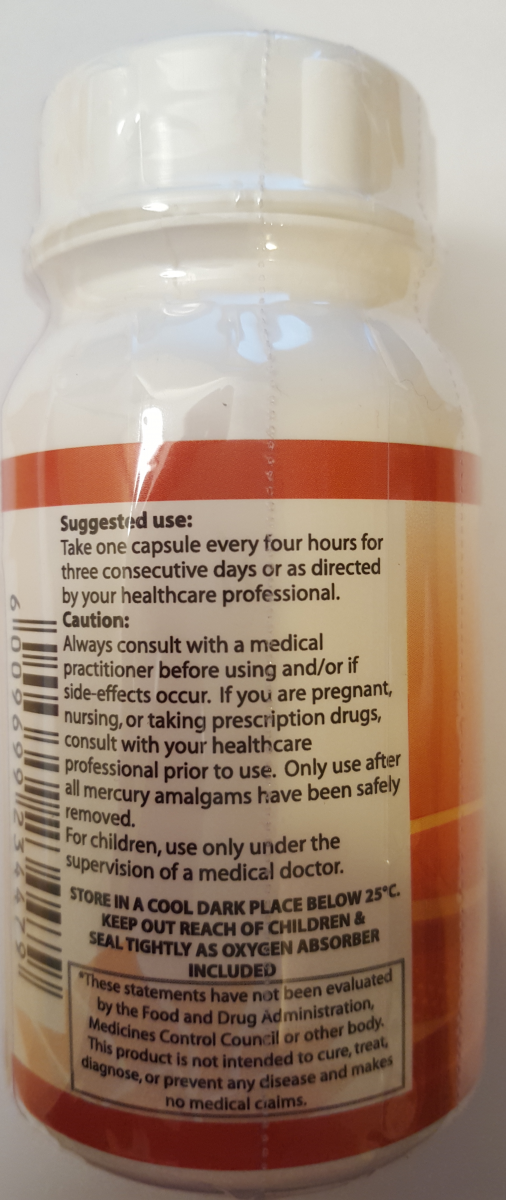 Suggested use:
Take one capsule every four hours for
three consecutive days or as directed
by your healthcare professional.
Caution:
Always consult with a medical
practitioner before using and/or if
side-effects occur. If you are pregnant,
nursing, or taking prescription drugs,
consult with your healthcare
professional prior to use. Only use after
all mercury amalgams have been safely
removed.
For children, use only under the
supervision of a medical doctor.
STORE IN A COOL DARK PLACE BELOW 25°C.
KEEP OUT REACH OF CHILDREN &
SEAL TIGHTLY AS OXYGEN ABSORBER
INCLUDED
*These statements have not been evaluated
by the Food and Drug Administration,
Medicines Control Council or other body.
This product is not intended to cure, treat,
diagnose, or prevent any disease and makes
no medical claims.